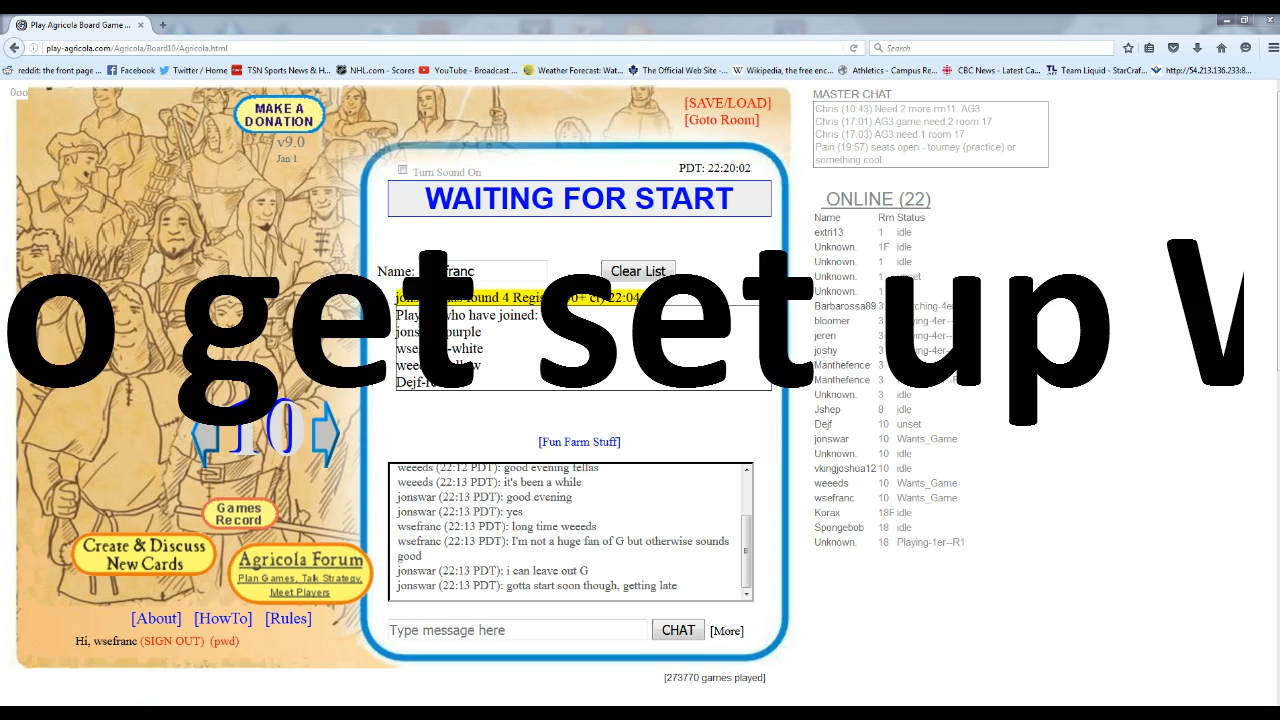 Play Agricola Board Game ...
play-agricola.com/Agricola/Board10/Agricola.html
Search
reddit: the front page ...
Facebook
Twitter / Home
TSN Sports News & H...
NHL.com - Scores
YouTube - Broadcast ...
Weather Forecast: Wat...
The Official Web Site -...
Wikipedia, the free enc...
Athletics - Campus Re...
CBC News - Latest Ca...
Team Liquid - StarCraf...
http://54.213.136.233:8...
MAKE A
DONATION
v9.0
Jan 1
[SAVE/LOAD]
[Goto Room]
Turn Sound On
PDT: 22:20:02
WAITING FOR START
o get set up
Name:
Clear List
Players who have joined:
10
[Fun Farm Stuff]
weeeds (22:12 PDT): good evening fellas
weeeds (22:13 PDT): it's been a while
jonswar (22:13 PDT): good evening
jonswar (22:13 PDT): yes
wsefranc (22:13 PDT): long time weeeds
wsefranc (22:13 PDT): I'm not a huge fan of G but otherwise sounds
good
jonswar (22:13 PDT): i can leave out G
jonswar (22:13 PDT): gotta start soon though, getting late
Type message here
CHAT
[More]
Games
Record
Create & Discuss
New Cards
Agricola Forum
Plan Games, Talk Strategy,
Meet Players
[About] [HowTo] [Rules]
Hi, wsefranc (SIGN OUT) (pwd)
[273770 games played]
MASTER CHAT
Chris (10:43) Need 2 more rm11. AG3
Chris (17:01) AG3 game need 2 room 17
Chris (17:03) AG3 need 1 room 17
Pain (19:57) seats open - tourney (practice) or
something cool
ONLINE (22)
Name Rm Status
extri13 1 idle
Unknown. 1F idle
Unknown. 1 idle
Unknown. 1
Unknown.
Barbarossa89 3
bloomer 3
jeren 3
joshy 3
Manthefence 3
Manthefence 3
Unknown. 3 idle
Jshep 8 idle
Dejf 10 unset
jonswar 10 Wants_Game
Unknown. 10 idle
vkingjoshua12 10 idle
weeeds 10 Wants_Game
wsefranc 10 Wants_Game
Korax 18F idle
Spongebob 18 idle
Unknown. 18 Playing-1er--R1